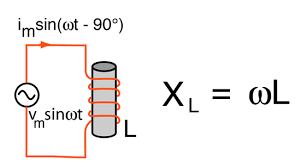 i_m sin(ωt - 90°)
X_L = ωL
v_m sinωt
L